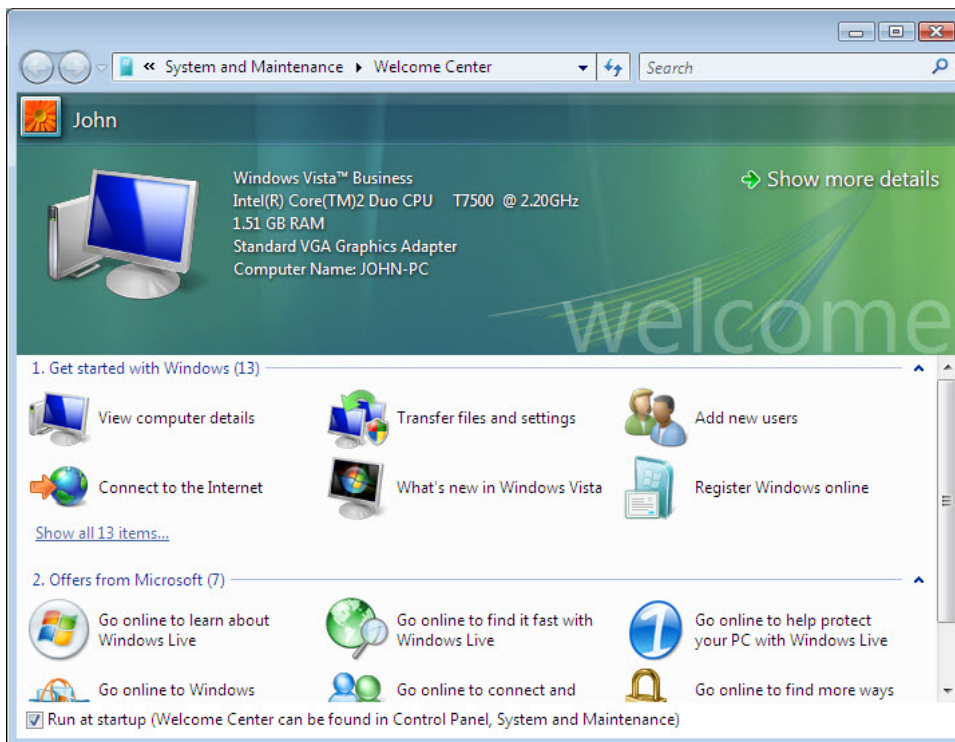 « System and Maintenance ▸ Welcome Center
Search
John
Windows Vista™ Business
Intel(R) Core(TM)2 Duo CPU T7500 @ 2.20GHz
1.51 GB RAM
Standard VGA Graphics Adapter
Computer Name: JOHN-PC
Show more details
welcome
1. Get started with Windows (13)
View computer details
Transfer files and settings
Add new users
Connect to the Internet
What's new in Windows Vista
Register Windows online
Show all 13 items...
2. Offers from Microsoft (7)
Go online to learn about
Windows Live
Go online to find it fast with
Windows Live
Go online to help protect
your PC with Windows Live
Go online to Windows
Go online to connect and
Go online to find more ways
Run at startup (Welcome Center can be found in Control Panel, System and Maintenance)